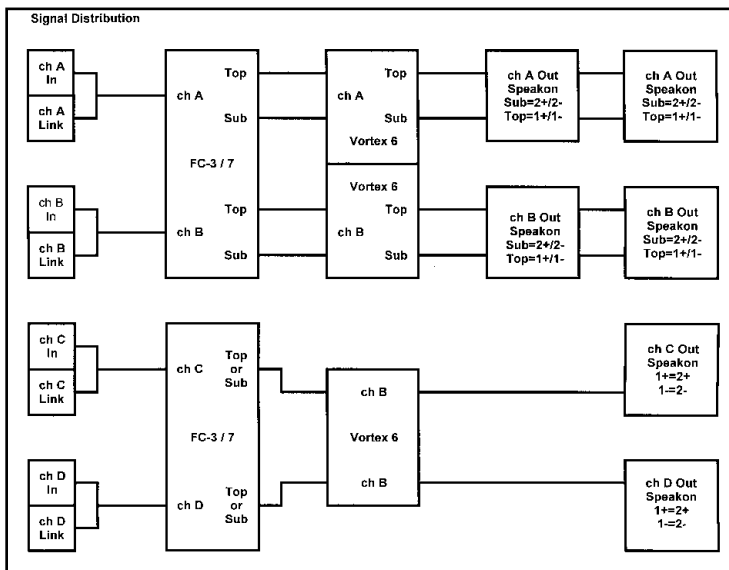 Signal Distribution
ch A
In
ch A
Link
ch A
Top
Sub
FC-3 / 7
ch B
Top
Sub
ch B
In
ch B
Link
Top
ch A
Sub
Vortex 6
Vortex 6
Top
ch B
Sub
ch A Out
Speakon
Sub=2+/2-
Top=1+/1-
ch A Out
Speakon
Sub=2+/2-
Top=1+/1-
ch B Out
Speakon
Sub=2+/2-
Top=1+/1-
ch B Out
Speakon
Sub=2+/2-
Top=1+/1-
ch C
In
ch C
Link
ch C
Top
or
Sub
FC-3 / 7
ch D
Top
or
Sub
ch D
In
ch D
Link
ch B
Vortex 6
ch B
ch C Out
Speakon
1+=2+
1-=2-
ch D Out
Speakon
1+=2+
1-=2-